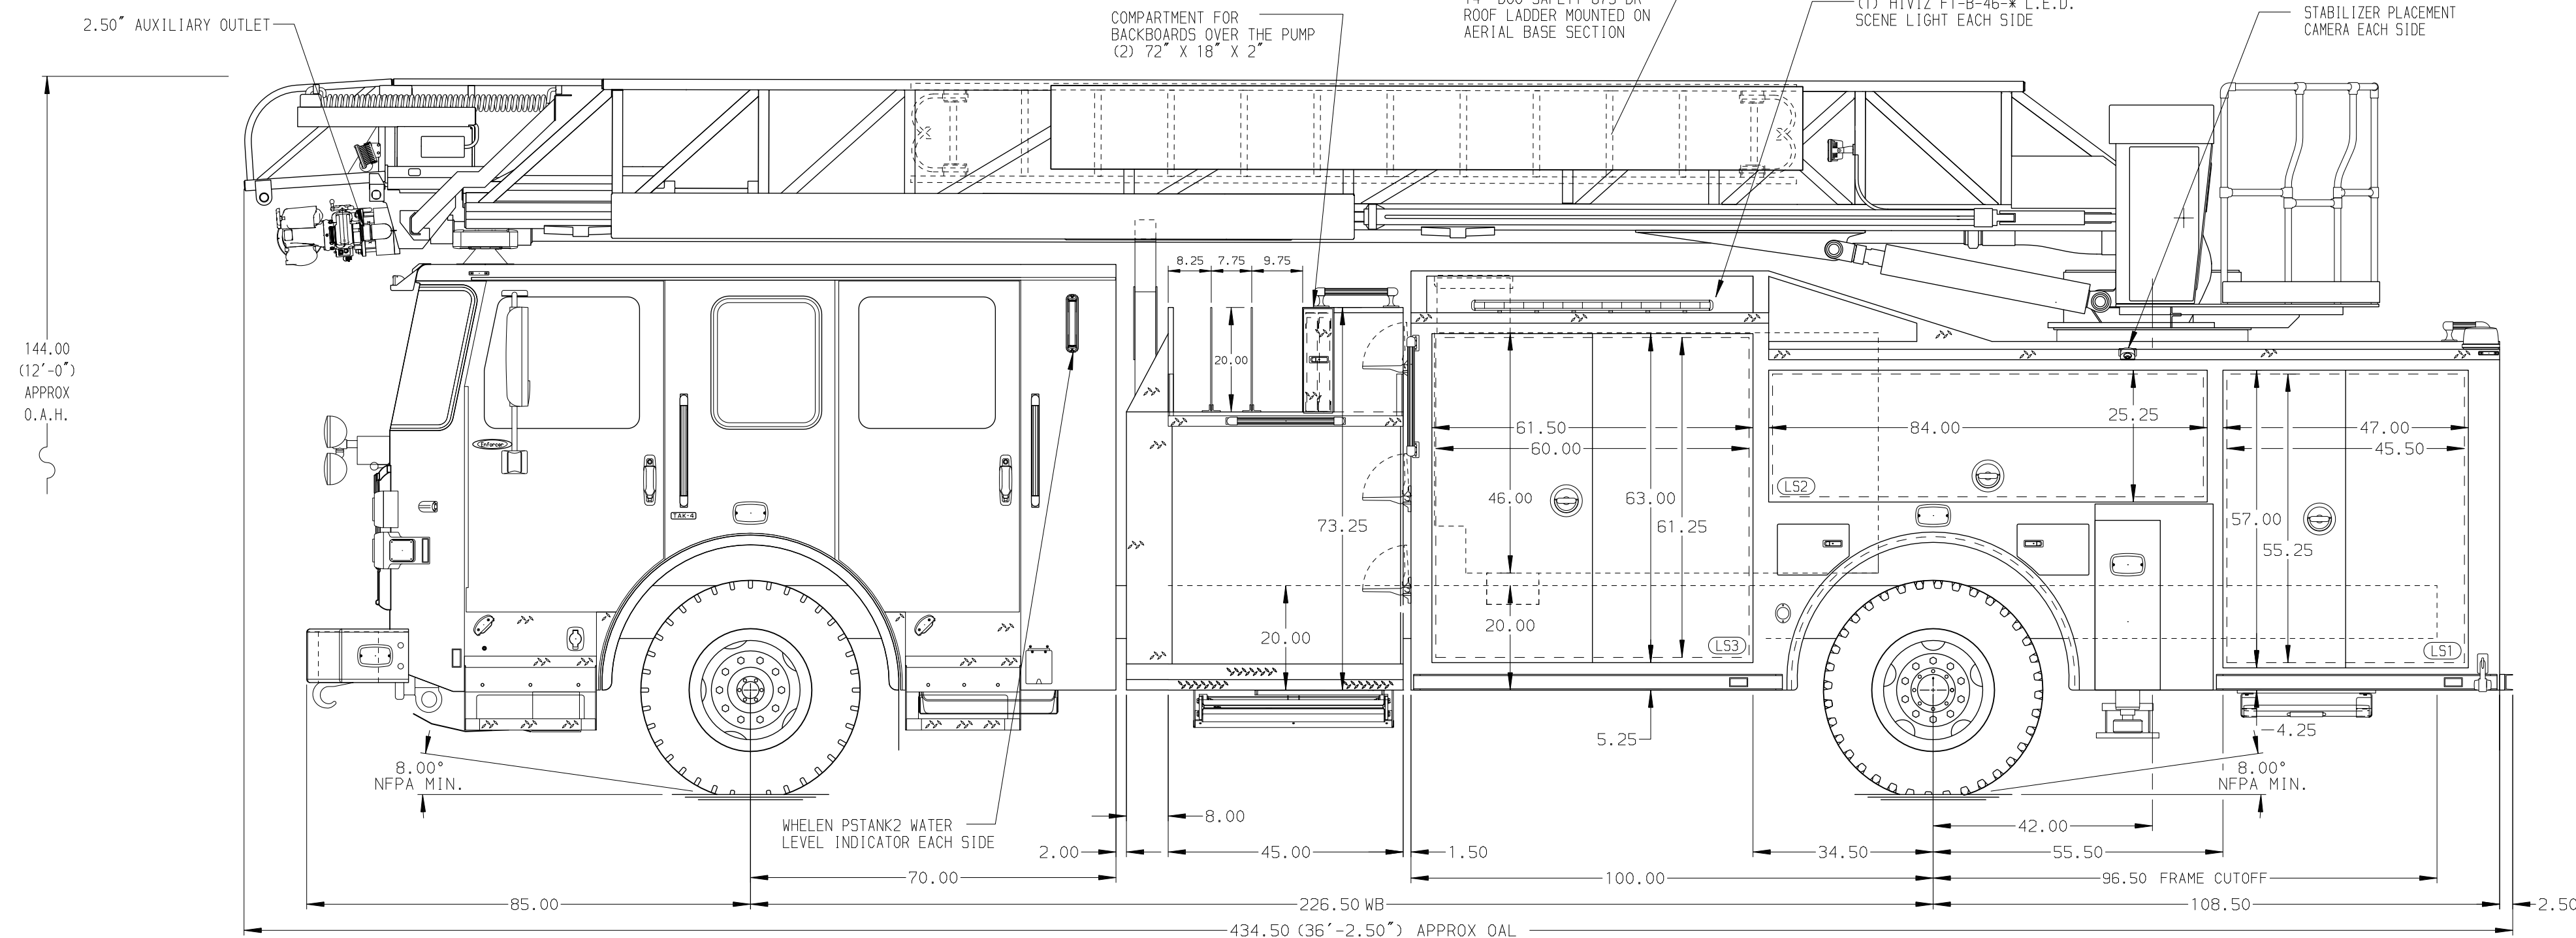 2.50" AUXILIARY OUTLET
COMPARTMENT FOR
BACKBOARDS OVER THE PUMP
(2) 72" X 18" X 2"
ROOF LADDER MOUNTED ON
AERIAL BASE SECTION
(1) HIVIZ FT-B-46-* L.E.D.
SCENE LIGHT EACH SIDE
STABILIZER PLACEMENT
CAMERA EACH SIDE
144.00
(12'-0")
APPROX
O.A.H.
8.25
7.75
9.75
20.00
Enforcer
TAK-4
73.25
20.00
61.50
60.00
46.00
63.00
61.25
20.00
LS3
84.00
25.25
LS2
47.00
45.50
57.00
55.25
LS1
5.25
4.25
8.00°
NFPA MIN.
8.00°
NFPA MIN.
WHELEN PSTANK2 WATER
LEVEL INDICATOR EACH SIDE
8.00
42.00
2.00
45.00
1.50
34.50
55.50
70.00
100.00
96.50 FRAME CUTOFF
85.00
226.50 WB
108.50
2.50
434.50 (36'-2.50") APPROX OAL